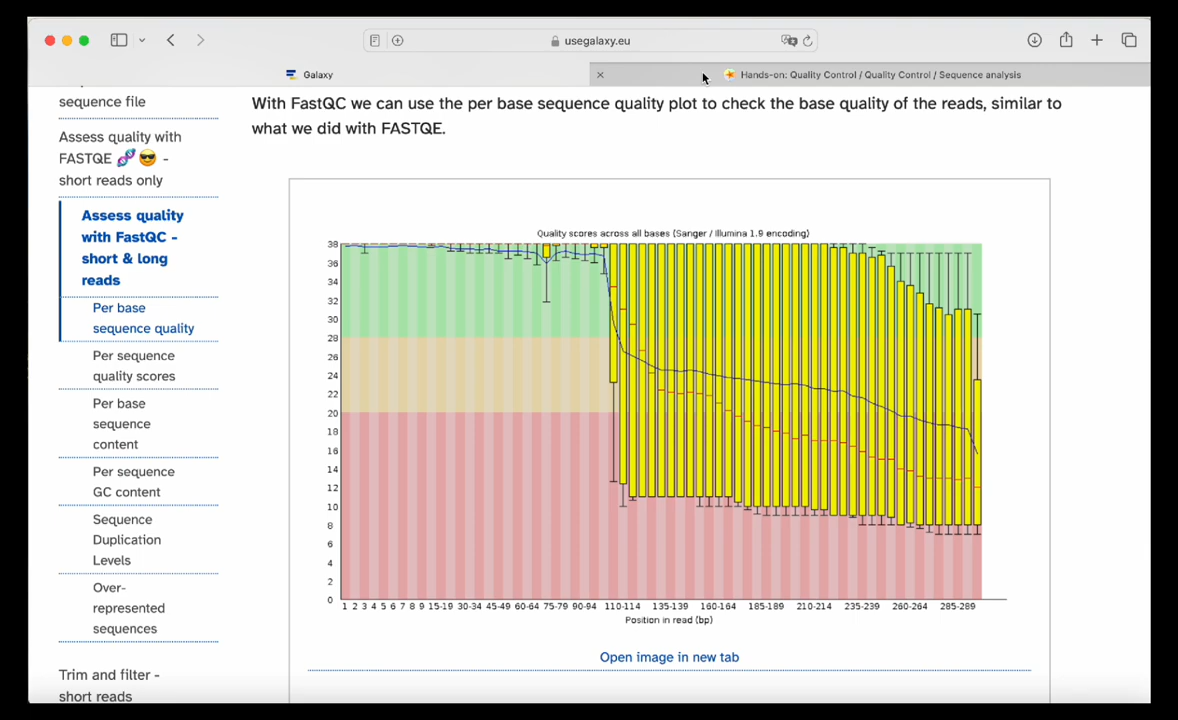 usegalaxy.eu
Galaxy
Hands-on: Quality Control / Quality Control / Sequence analysis
sequence file
Assess quality with
FASTQE 🧬 😎 -
short reads only
Assess quality
with FastQC -
short & long
reads
Per base
sequence quality
Per sequence
quality scores
Per base
sequence
content
Per sequence
GC content
Sequence
Duplication
Levels
Over-
represented
sequences
Trim and filter -
short reads
With FastQC we can use the per base sequence quality plot to check the base quality of the reads, similar to
what we did with FASTQE.
Quality scores across all bases (Sanger / Illumina 1.9 encoding)
38
36
34
32
30
28
26
24
22
20
18
16
14
12
10
8
6
4
2
0
1 2 3 4 5 6 7 8 9 15-19 30-34 45-49 60-64 75-79 90-94 110-114 135-139 160-164 185-189 210-214 235-239 260-264 285-289
Position in read (bp)
Open image in new tab